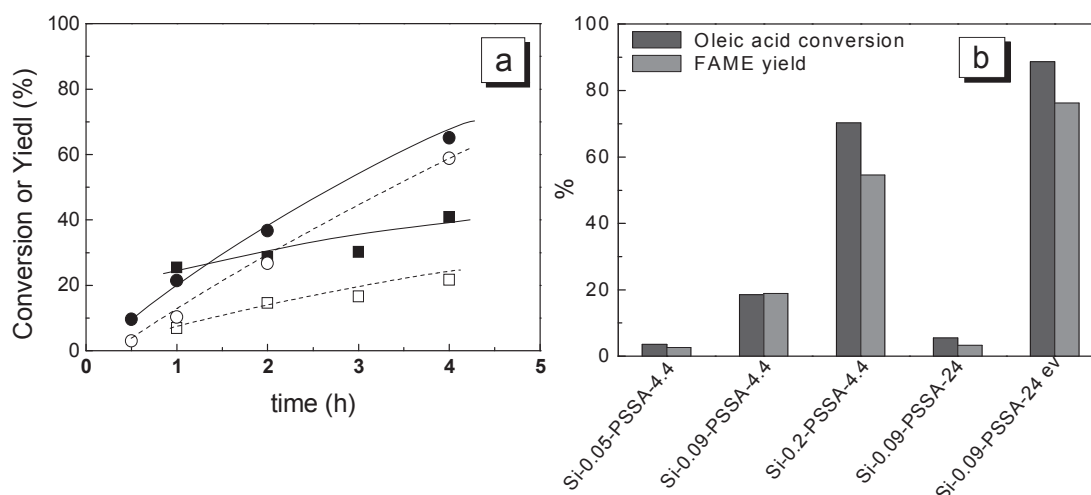 100
80
60
40
20
0
0
1
2
3
4
5
Conversion or Yiedl (%)
time (h)
a
100
80
60
40
20
0
%
Oleic acid conversion
FAME yield
b
Si-0.05-PSSA-4.4
Si-0.09-PSSA-4.4
Si-0.2-PSSA-4.4
Si-0.09-PSSA-24
Si-0.09-PSSA-24 ev